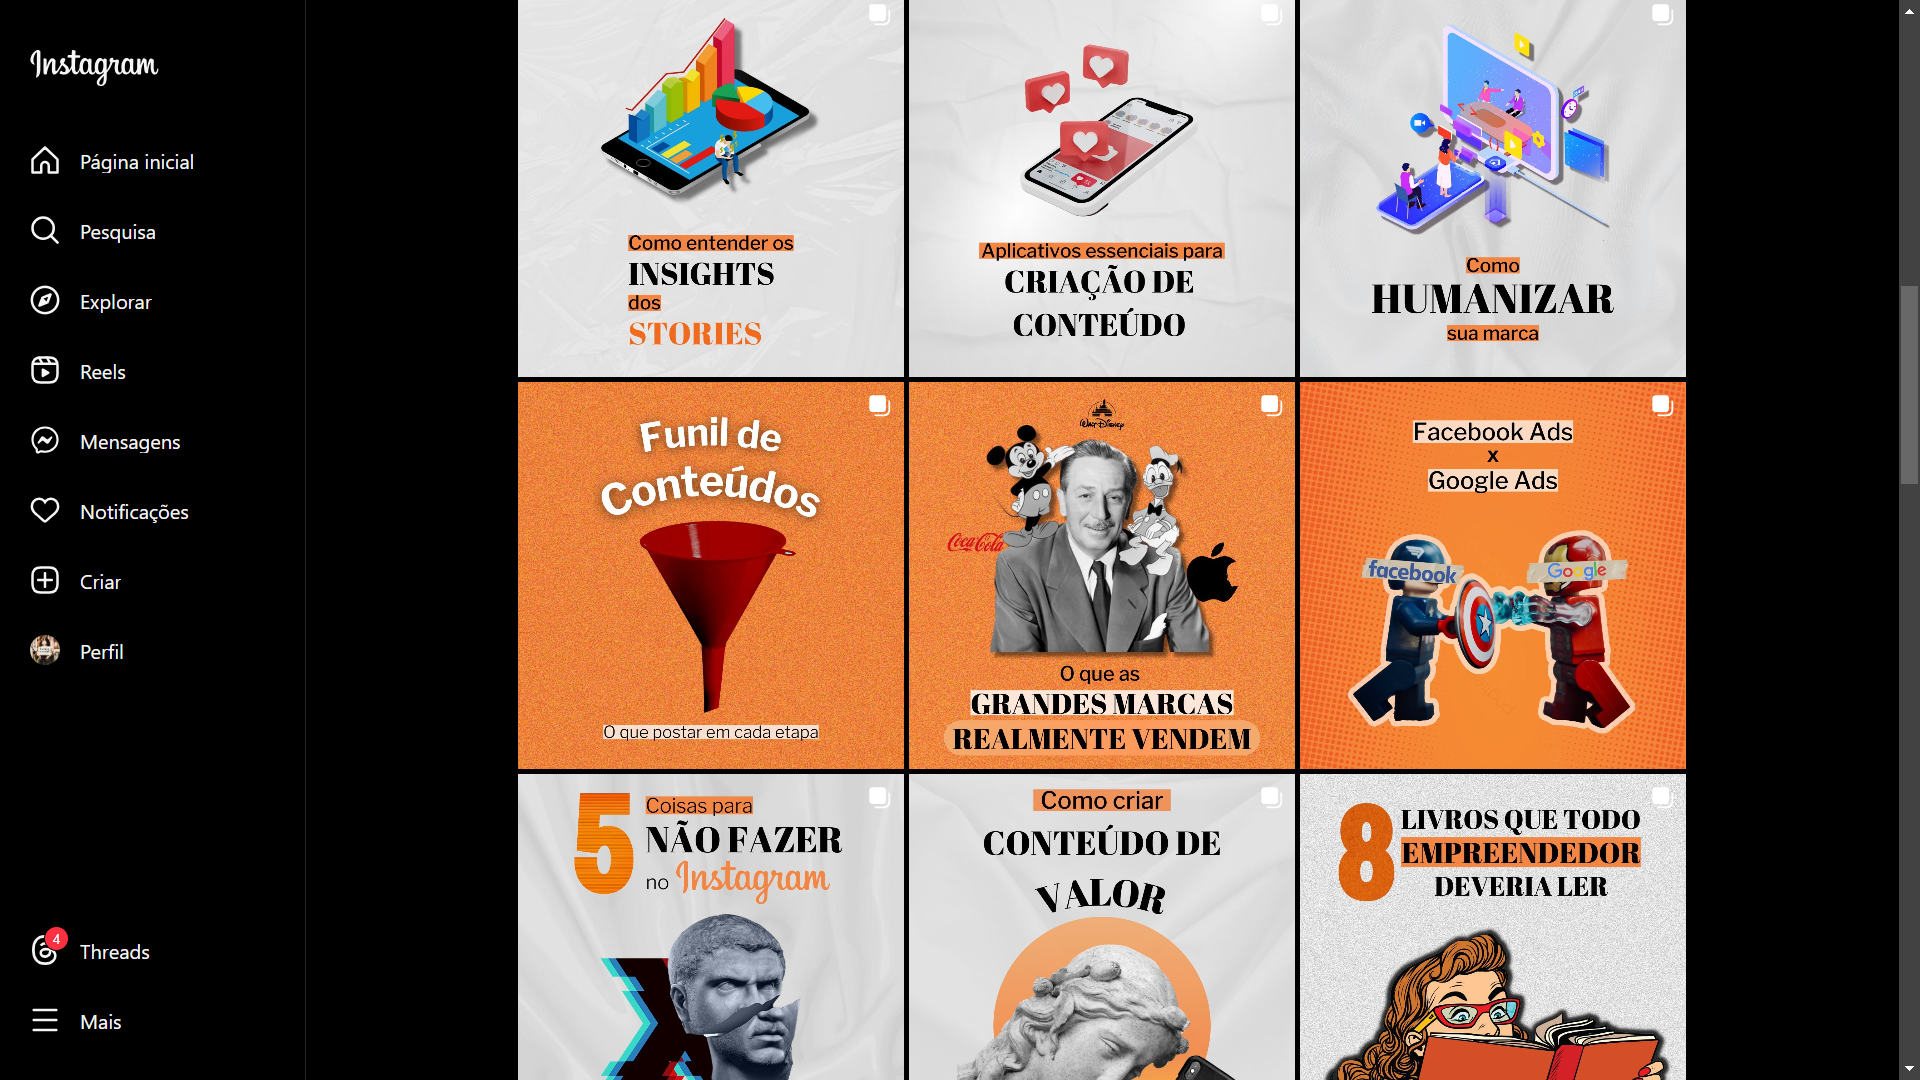 Instagram
Página inicial
Pesquisa
Explorar
Reels
Mensagens
Notificações
Criar
Perfil
4
Threads
Mais
Como entender os
INSIGHTS
dos
STORIES
Aplicativos essenciais para
CRIAÇÃO DE
CONTEÚDO
Como
HUMANIZAR
sua marca
Funil de
Conteúdos
O que postar em cada etapa
WALT DISNEY
Coca-Cola
O que as
GRANDES MARCAS
REALMENTE VENDEM
Facebook Ads
x
Google Ads
facebook
Google
5
Coisas para
NÃO FAZER
no Instagram
Como criar
CONTEÚDO DE
VALOR
8
LIVROS QUE TODO
EMPREENDEDOR
DEVERIA LER